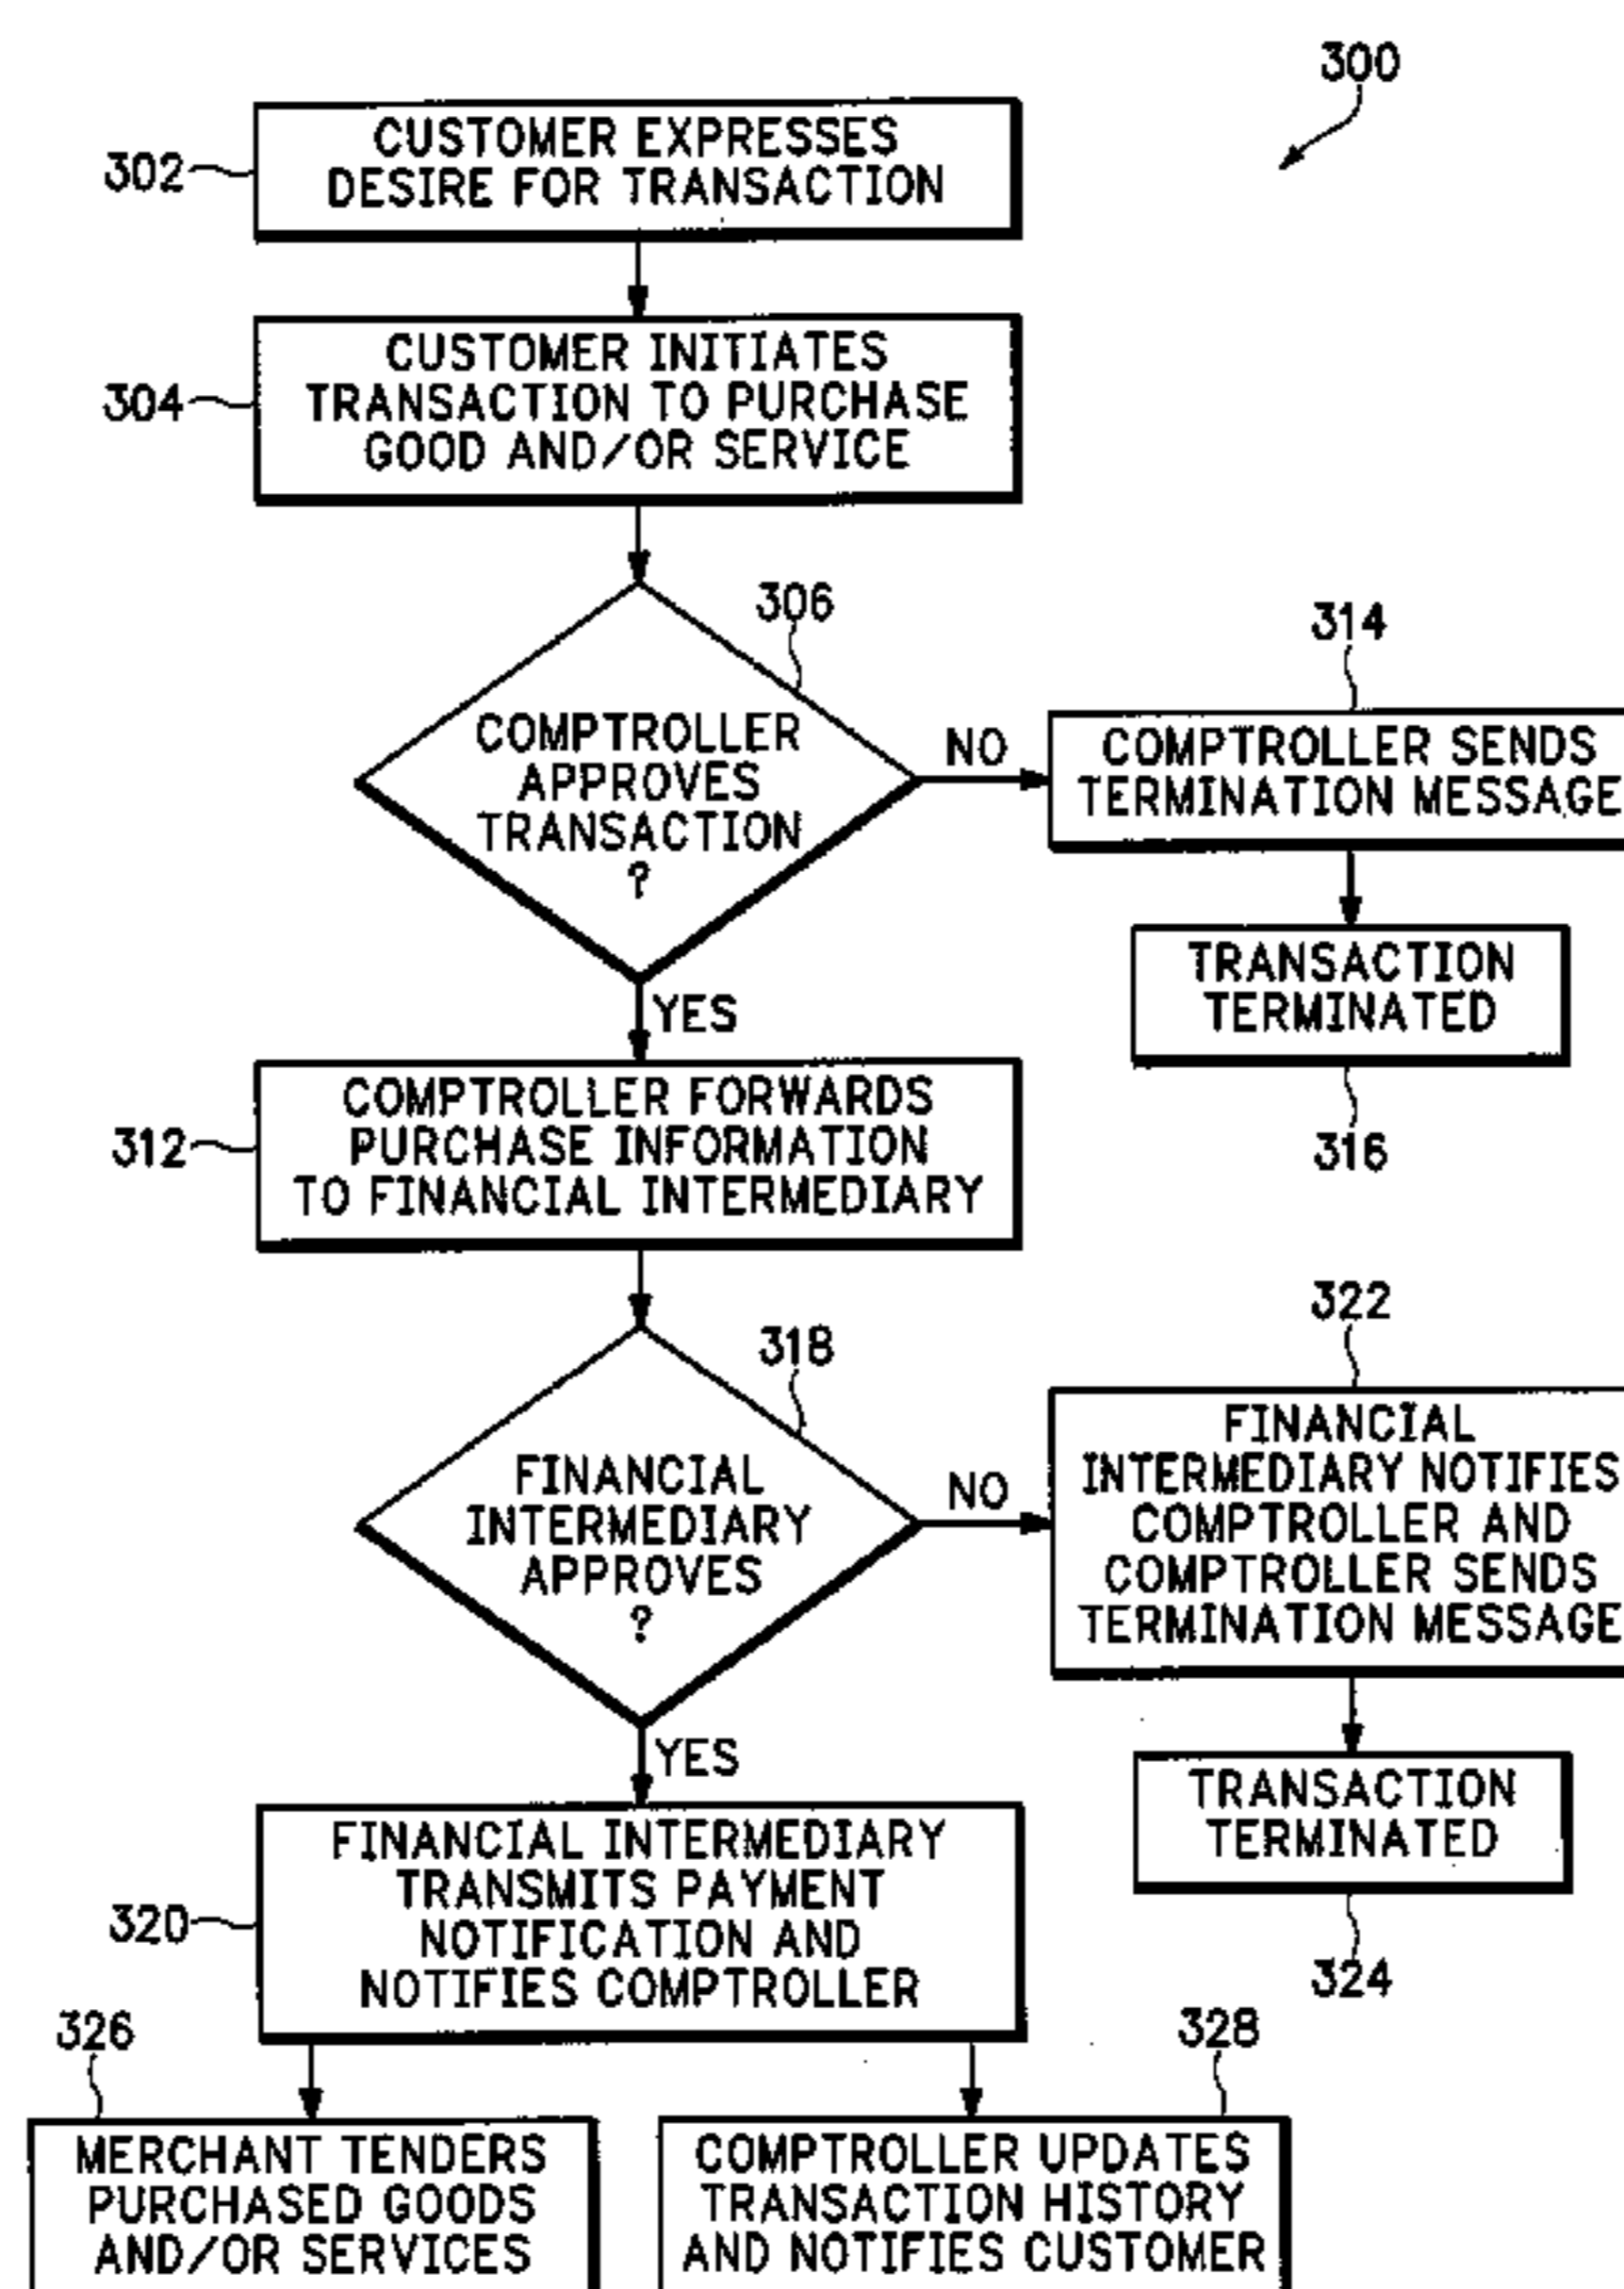 300
302
CUSTOMER EXPRESSES
DESIRE FOR TRANSACTION
304
CUSTOMER INITIATES
TRANSACTION TO PURCHASE
GOOD AND/OR SERVICE
306
COMPTROLLER
APPROVES
TRANSACTION
?
NO
314
COMPTROLLER SENDS
TERMINATION MESSAGE
TRANSACTION
TERMINATED
316
YES
312
COMPTROLLER FORWARDS
PURCHASE INFORMATION
TO FINANCIAL INTERMEDIARY
318
FINANCIAL
INTERMEDIARY
APPROVES
?
NO
322
FINANCIAL
INTERMEDIARY NOTIFIES
COMPTROLLER AND
COMPTROLLER SENDS
TERMINATION MESSAGE
TRANSACTION
TERMINATED
324
YES
320
FINANCIAL INTERMEDIARY
TRANSMITS PAYMENT
NOTIFICATION AND
NOTIFIES COMPTROLLER
326
MERCHANT TENDERS
PURCHASED GOODS
AND/OR SERVICES
328
COMPTROLLER UPDATES
TRANSACTION HISTORY
AND NOTIFIES CUSTOMER